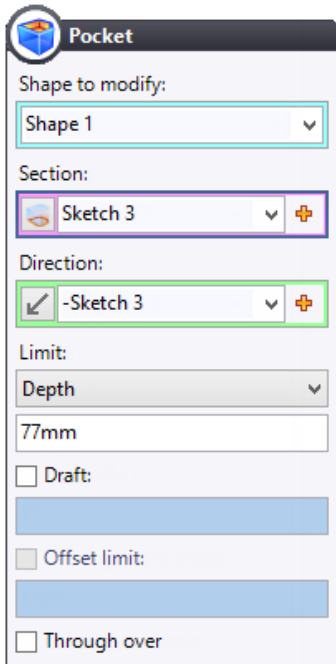 Pocket
Shape to modify:
Shape 1
Section:
Sketch 3
Direction:
-Sketch 3
Limit:
Depth
77mm
Draft:
Offset limit:
Through over